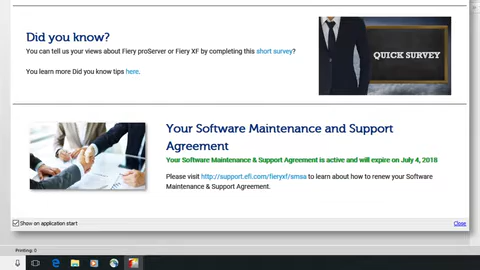 Did you know?
You can tell us your views about Fiery proServer or Fiery XF by completing this short survey?
You learn more Did you know tips here.
QUICK SURVEY
Your Software Maintenance and Support
Agreement
Your Software Maintenance & Support Agreement is active and will expire on July 4, 2018
Please visit http://support.efi.com/fieryxf/smsa to learn about how to renew your Software
Maintenance & Support Agreement.
Show on application start
Close
Printing: 0